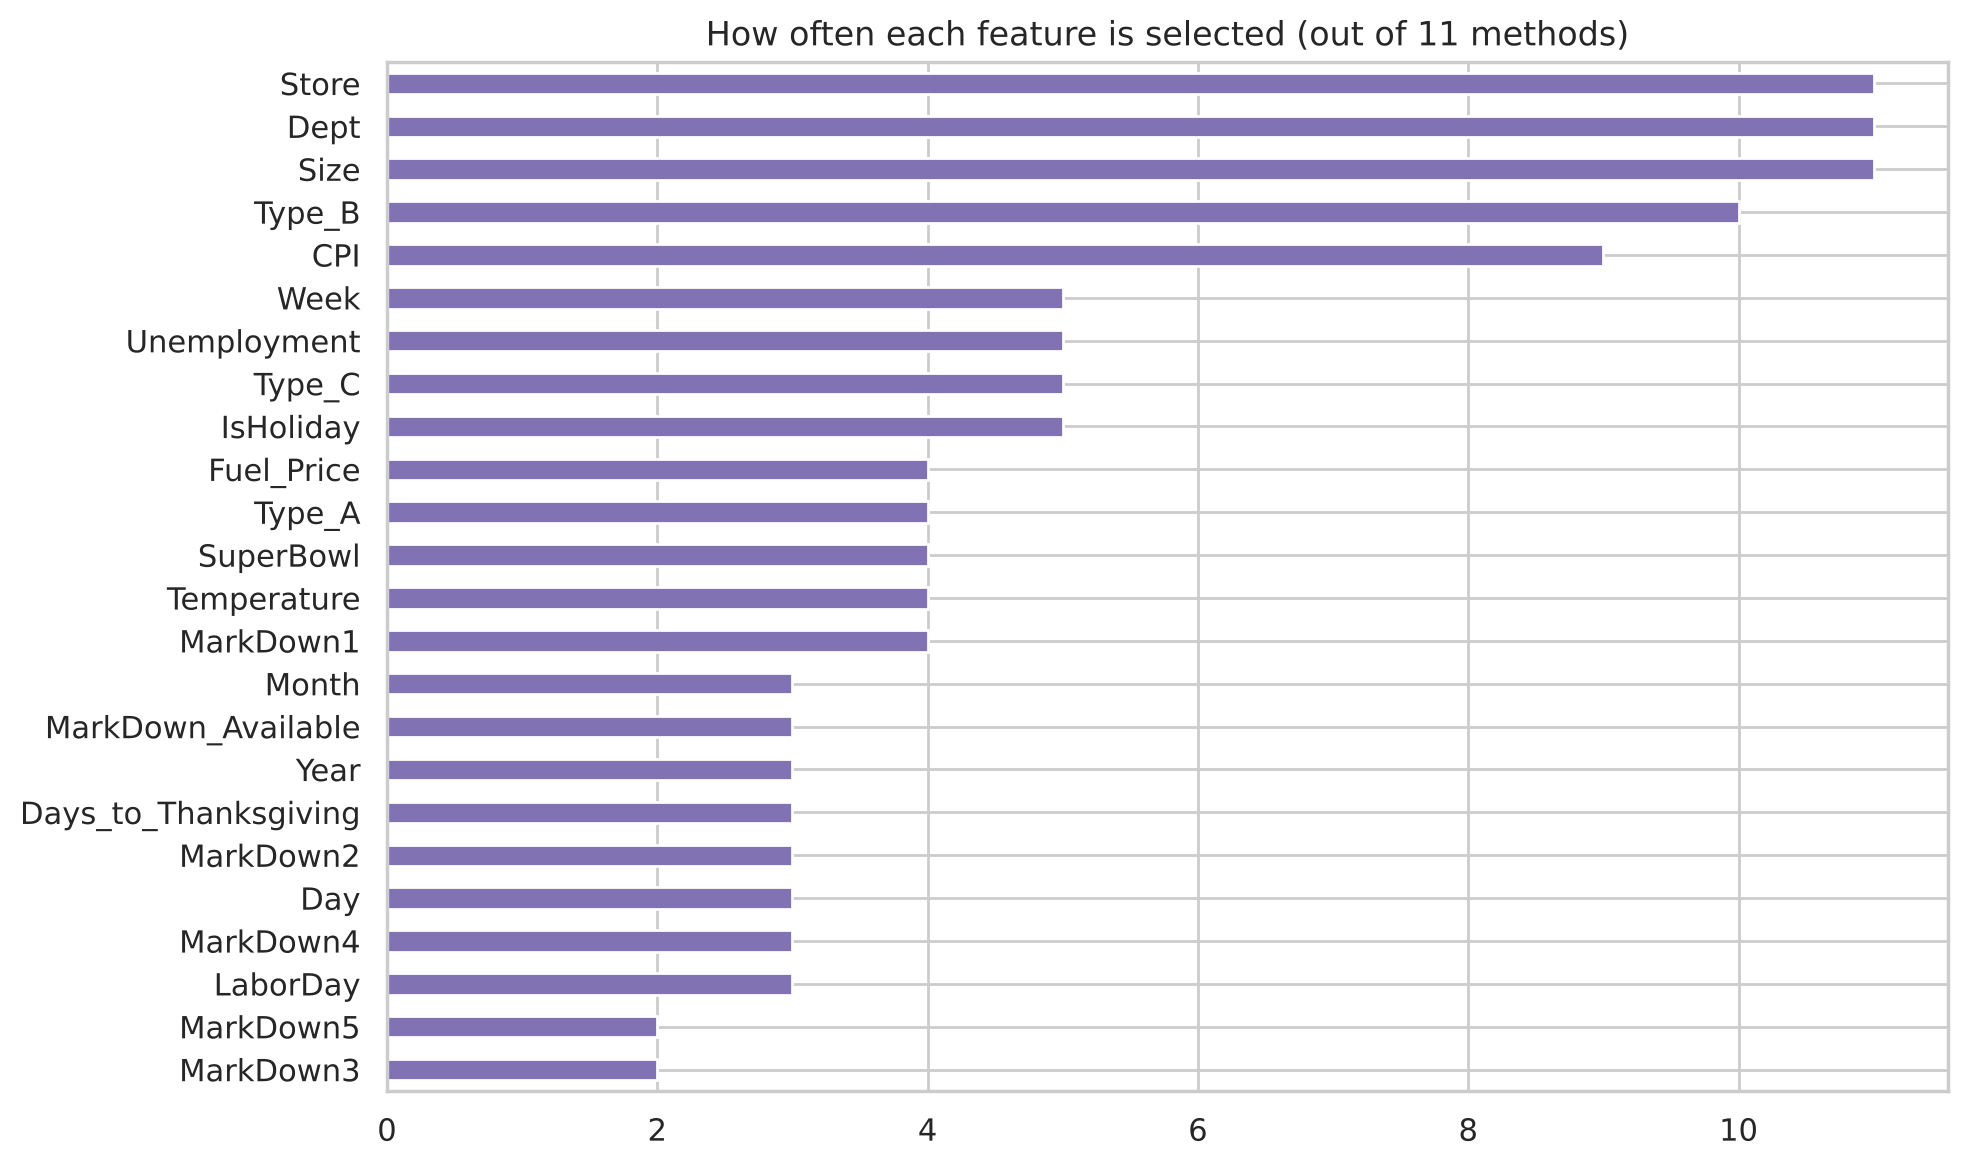 How often each feature is selected (out of 11 methods)
Store
Dept
Size
Type_B
CPI
Week
Unemployment
Type_C
IsHoliday
Fuel_Price
Type_A
SuperBowl
Temperature
MarkDown1
Month
MarkDown_Available
Year
Days_to_Thanksgiving
MarkDown2
Day
MarkDown4
LaborDay
MarkDown5
MarkDown3
0 2 4 6 8 10